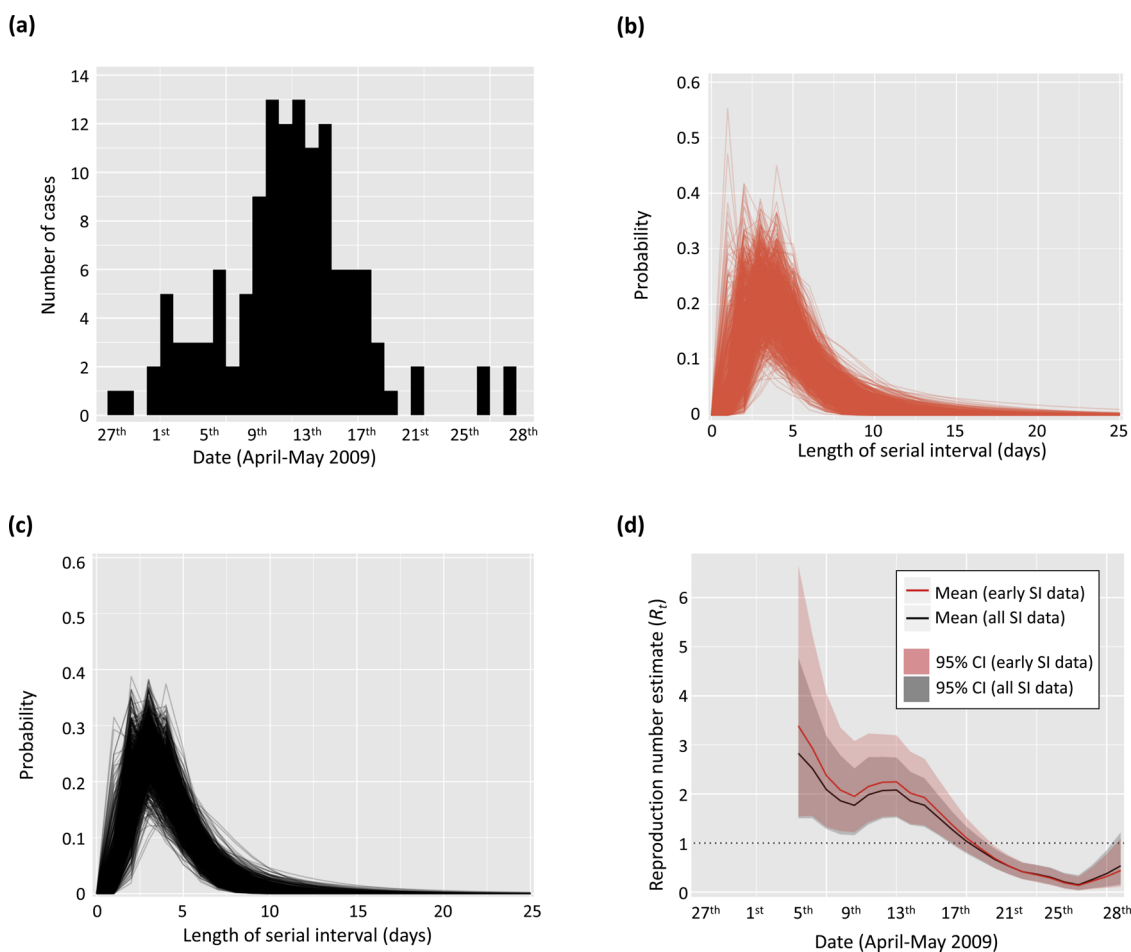 (a)
14
12
10
8
6
4
2
0
Number of cases
27th 1st 5th 9th 13th 17th 21st 25th 28th
Date (April-May 2009)
(b)
0.6
0.5
0.4
0.3
0.2
0.1
0
Probability
0 5 10 15 20 25
Length of serial interval (days)
(c)
0.6
0.5
0.4
0.3
0.2
0.1
0
Probability
0 5 10 15 20 25
Length of serial interval (days)
(d)
6
5
4
3
2
1
0
Reproduction number estimate (Rt)
Mean (early SI data)
Mean (all SI data)
95% CI (early SI data)
95% CI (all SI data)
27th 1st 5th 9th 13th 17th 21st 25th 28th
Date (April-May 2009)